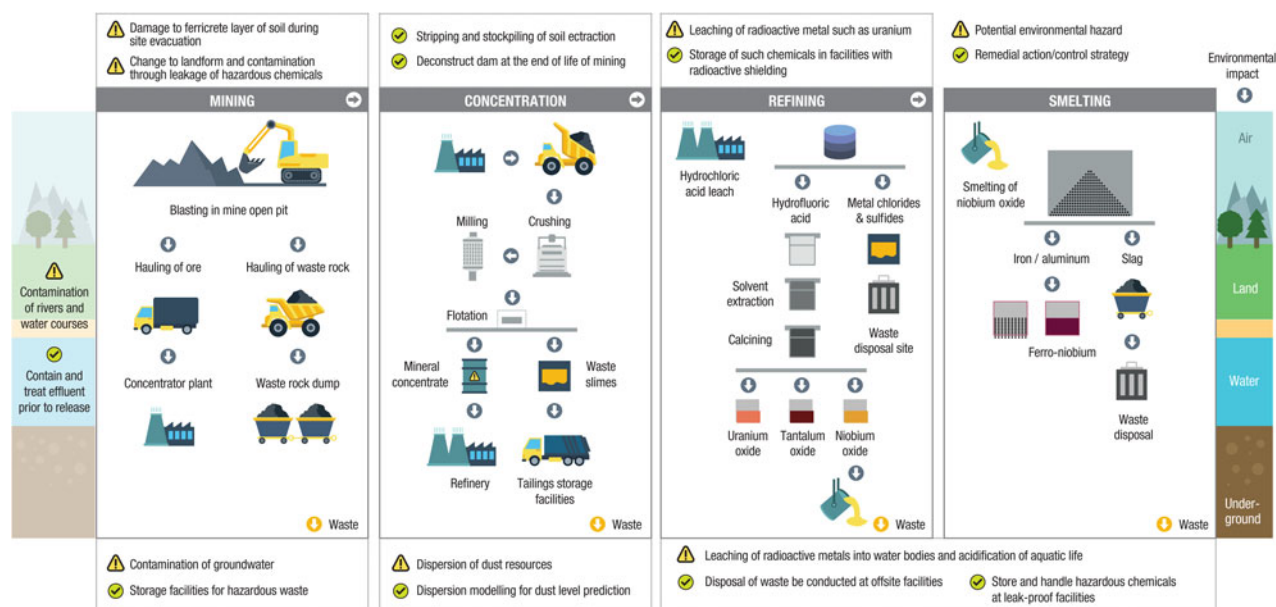 Damage to ferricrete layer of soil during
site evacuation
Change to landform and contamination
through leakage of hazardous chemicals
Stripping and stockpiling of soil extraction
Deconstruct dam at the end of life of mining
Leaching of radioactive metal such as uranium
Storage of such chemicals in facilities with
radioactive shielding
Potential environmental hazard
Remedial action/control strategy
Environmental
impact
MINING
CONCENTRATION
REFINING
SMELTING
Contamination
of rivers and
water courses
Contain and
treat effluent
prior to release
Blasting in mine open pit
Hauling of ore
Hauling of waste rock
Concentrator plant
Waste rock dump
Waste
Milling
Crushing
Flotation
Mineral
concentrate
Waste
slimes
Refinery
Tailings storage
facilities
Waste
Hydrochloric
acid leach
Hydrofluoric
acid
Metal chlorides
& sulfides
Solvent
extraction
Calcining
Waste
disposal site
Uranium
oxide
Tantalum
oxide
Niobium
oxide
Waste
Smelting of
niobium oxide
Iron / aluminum
Slag
Ferro-niobium
Waste
disposal
Waste
Air
Land
Water
Under-
ground
Contamination of groundwater
Storage facilities for hazardous waste
Dispersion of dust resources
Dispersion modelling for dust level prediction
Leaching of radioactive metals into water bodies and acidification of aquatic life
Disposal of waste be conducted at offsite facilities
Store and handle hazardous chemicals
at leak-proof facilities